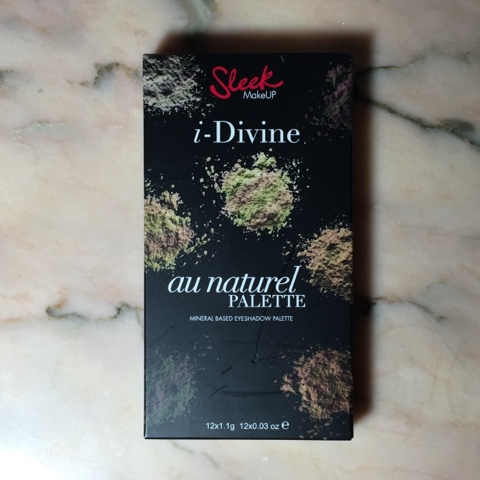 Sleek
MakeUP
i-Divine
au naturel
PALETTE
MINERAL BASED EYESHADOW PALETTE
12x1.1g 12x0.03 oz ℮